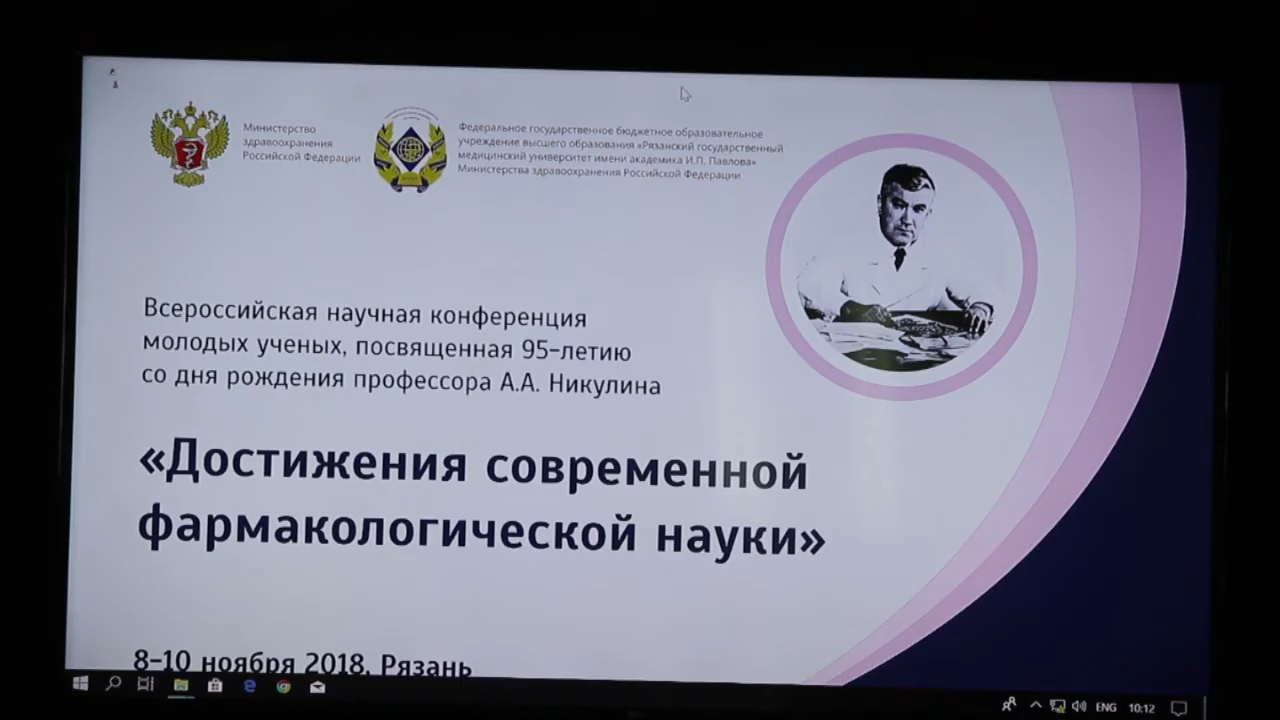 Министерство
здравоохранения
Российской Федерации
Федеральное государственное бюджетное образовательное
учреждение высшего образования «Рязанский государственный
медицинский университет имени академика И.П. Павлова»
Министерства здравоохранения Российской Федерации
Всероссийская научная конференция
молодых ученых, посвященная 95-летию
со дня рождения профессора А.А. Никулина
«Достижения современной
фармакологической науки»
8-10 ноября 2018, Рязань
ENG 10:12